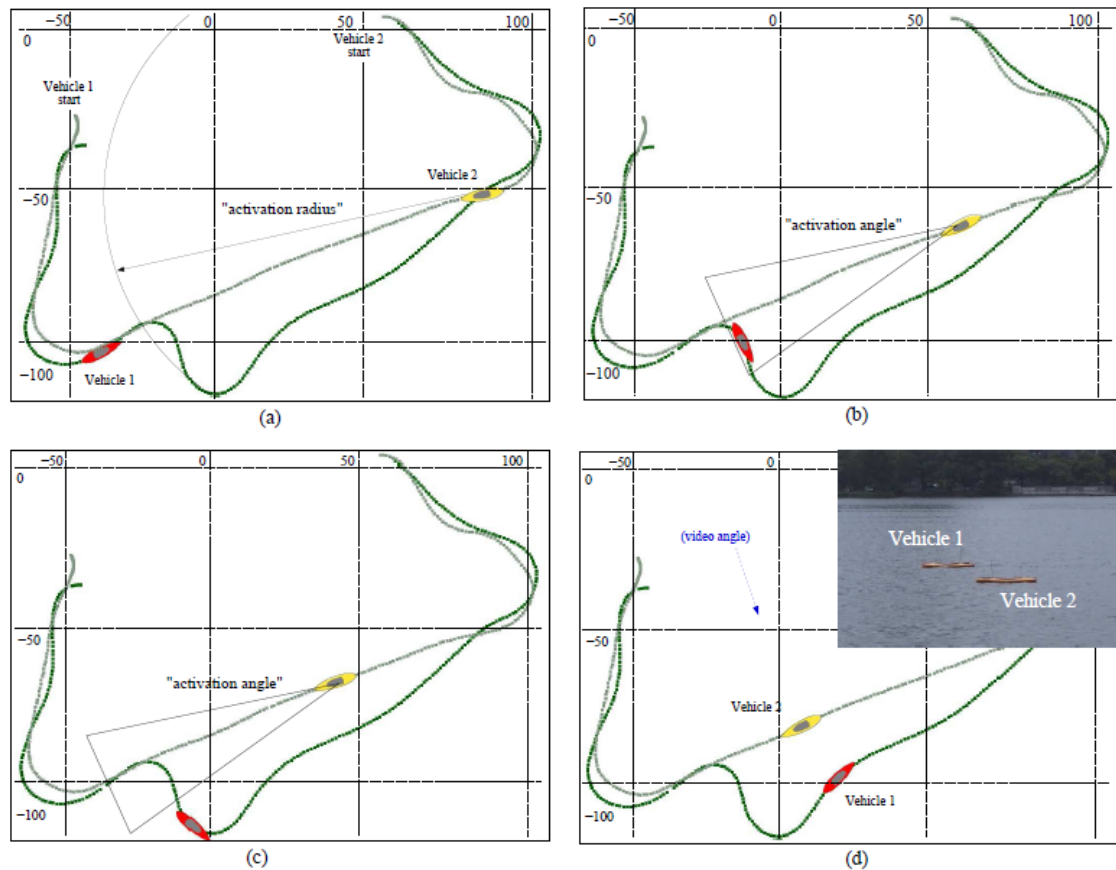 −50
0
50
100
0
Vehicle 2
start
Vehicle 1
start
Vehicle 2
−50
"activation radius"
−100
Vehicle 1
(a)
−50
0
50
100
0
−50
"activation angle"
−100
(b)
−50
0
50
100
0
−50
"activation angle"
−100
(c)
−50
0
0
(video angle)
Vehicle 1
Vehicle 2
−50
Vehicle 2
−100
Vehicle 1
(d)